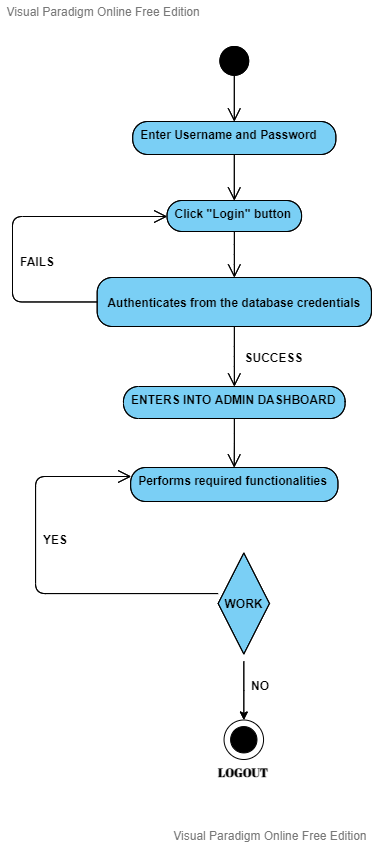 Visual Paradigm Online Free Edition
Enter Username and Password
Click "Login" button
FAILS
Authenticates from the database credentials
SUCCESS
ENTERS INTO ADMIN DASHBOARD
Performs required functionalities
YES
WORK
NO
LOGOUT
Visual Paradigm Online Free Edition